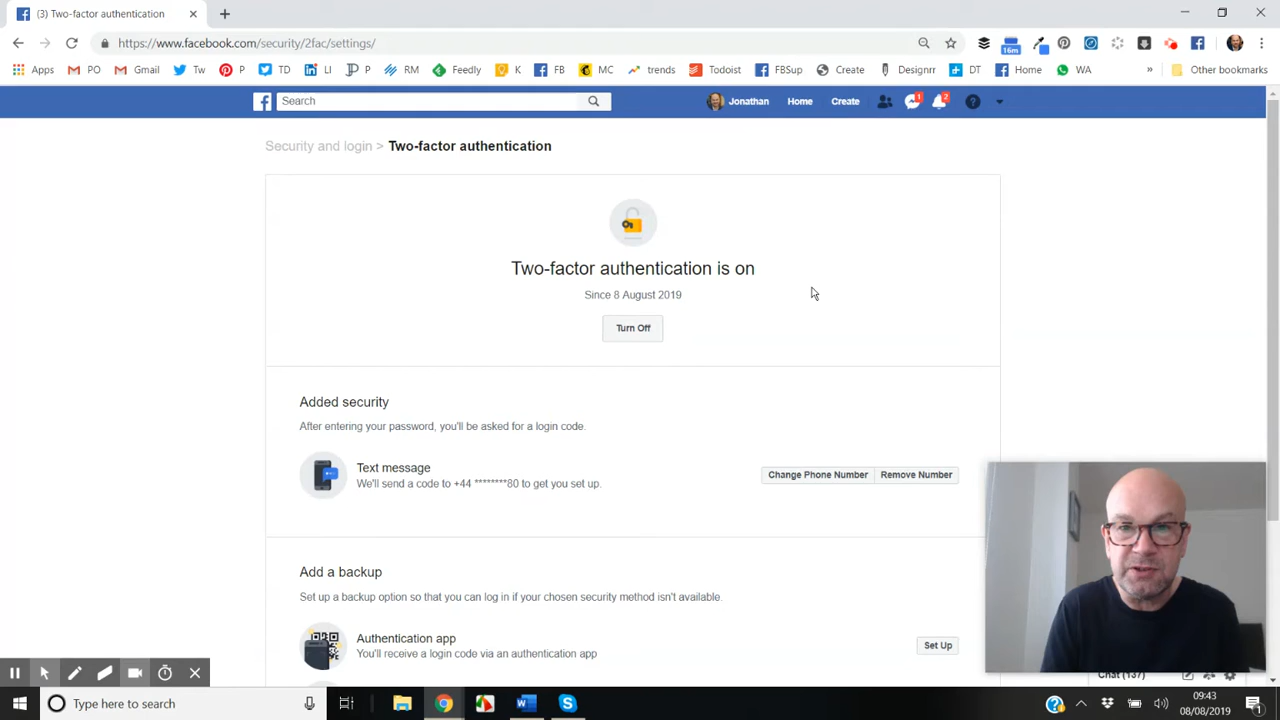 (3) Two-factor authentication
https://www.facebook.com/security/2fac/settings/
16m
Apps PO Gmail Tw P TD LI P RM Feedly K FB MC trends Todoist FBSup Create Designrr DT Home WA » Other bookmarks
Search Jonathan Home Create 1 2
Security and login > Two-factor authentication
Two-factor authentication is on
Since 8 August 2019
Turn Off
Added security
After entering your password, you'll be asked for a login code.
Text message
We'll send a code to +44 ********80 to get you set up.
Change Phone Number Remove Number
Add a backup
Set up a backup option so that you can log in if your chosen security method isn't available.
Authentication app
You'll receive a login code via an authentication app
Set Up
Chat (137)
Type here to search
09:43
08/08/2019
1